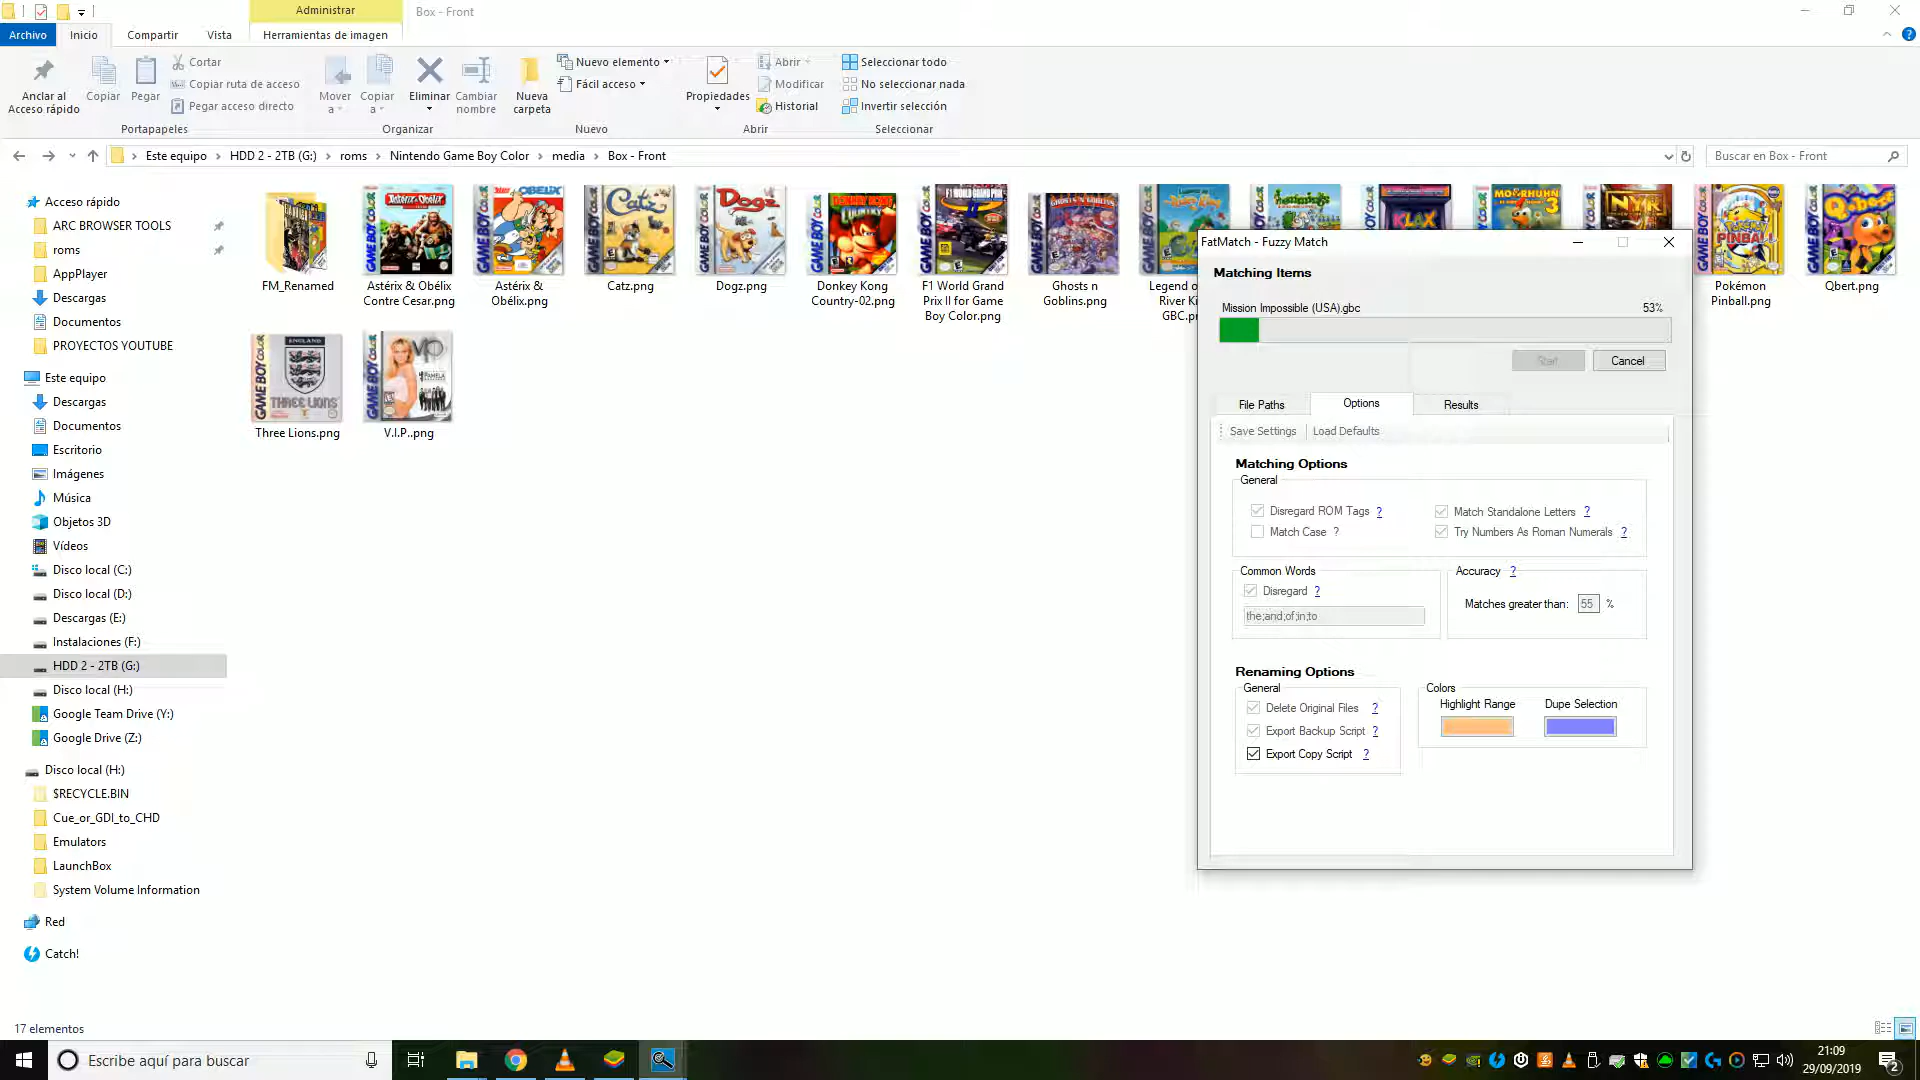 Administrar
Box - Front
Archivo
Inicio
Compartir
Vista
Herramientas de imagen
Anclar al
Acceso rápido
Copiar
Pegar
Cortar
Copiar ruta de acceso
Pegar acceso directo
Portapapeles
Mover
a
Copiar
a
Eliminar
Cambiar
nombre
Organizar
Nueva
carpeta
Nuevo elemento
Fácil acceso
Nuevo
Propiedades
Abrir
Modificar
Historial
Abrir
Seleccionar todo
No seleccionar nada
Invertir selección
Seleccionar
Este equipo > HDD 2 - 2TB (G:) > roms > Nintendo Game Boy Color > media > Box - Front
Buscar en Box - Front
Acceso rápido
ARC BROWSER TOOLS
roms
AppPlayer
Descargas
Documentos
PROYECTOS YOUTUBE
Este equipo
Descargas
Documentos
Escritorio
Imágenes
Música
Objetos 3D
Vídeos
Disco local (C:)
Disco local (D:)
Descargas (E:)
Instalaciones (F:)
HDD 2 - 2TB (G:)
Disco local (H:)
Google Team Drive (Y:)
Google Drive (Z:)
Disco local (H:)
$RECYCLE.BIN
Cue_or_GDI_to_CHD
Emulators
LaunchBox
System Volume Information
Red
Catch!
FM_Renamed
Astérix & Obélix
Contre Cesar.png
Astérix &
Obélix.png
Catz.png
Dogz.png
Donkey Kong
Country-02.png
F1 World Grand
Prix II for Game
Boy Color.png
Ghosts n
Goblins.png
Legend o
River Ki
GBC.pn
Pokémon
Pinball.png
Qbert.png
Three Lions.png
V.I.P..png
FatMatch - Fuzzy Match
Matching Items
Mission Impossible (USA).gbc
53%
Start
Cancel
File Paths
Options
Results
Save Settings
Load Defaults
Matching Options
General
Disregard ROM Tags ?
Match Standalone Letters ?
Match Case ?
Try Numbers As Roman Numerals ?
Common Words
Disregard ?
the;and;of;in;to
Accuracy ?
Matches greater than: 55 %
Renaming Options
General
Delete Original Files ?
Export Backup Script ?
Export Copy Script ?
Colors
Highlight Range
Dupe Selection
17 elementos
Escribe aquí para buscar
21:09
29/09/2019
2